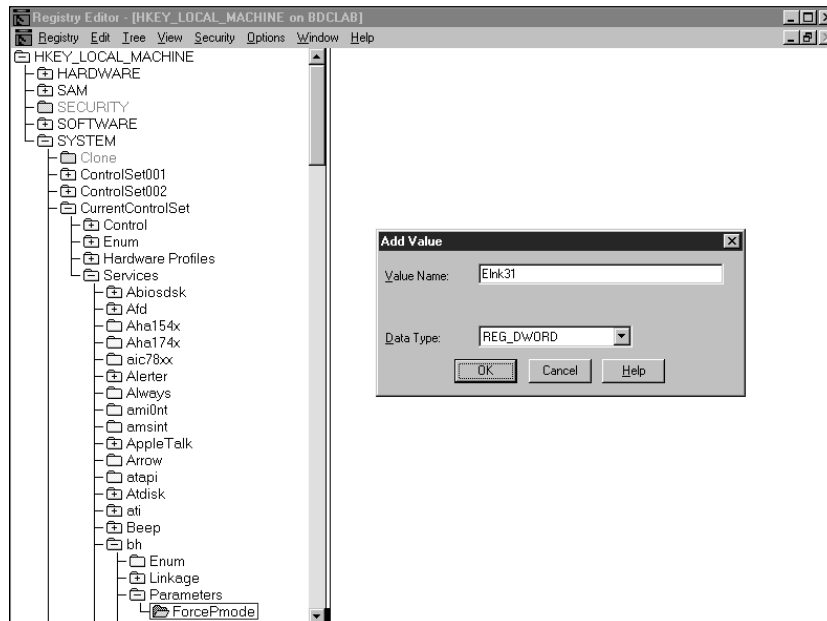 Registry Editor - [HKEY_LOCAL_MACHINE on BDCLAB]
Registry Edit Tree View Security Options Window Help
HKEY_LOCAL_MACHINE
HARDWARE
SAM
SECURITY
SOFTWARE
SYSTEM
Clone
ControlSet001
ControlSet002
CurrentControlSet
Control
Enum
Hardware Profiles
Services
Abiosdsk
Afd
Aha154x
Aha174x
aic78xx
Alerter
Always
ami0nt
amsint
AppleTalk
Arrow
atapi
Atdisk
ati
Beep
bh
Enum
Linkage
Parameters
ForcePmode
Add Value
Value Name: Elnk31
Data Type: REG_DWORD
OK Cancel Help